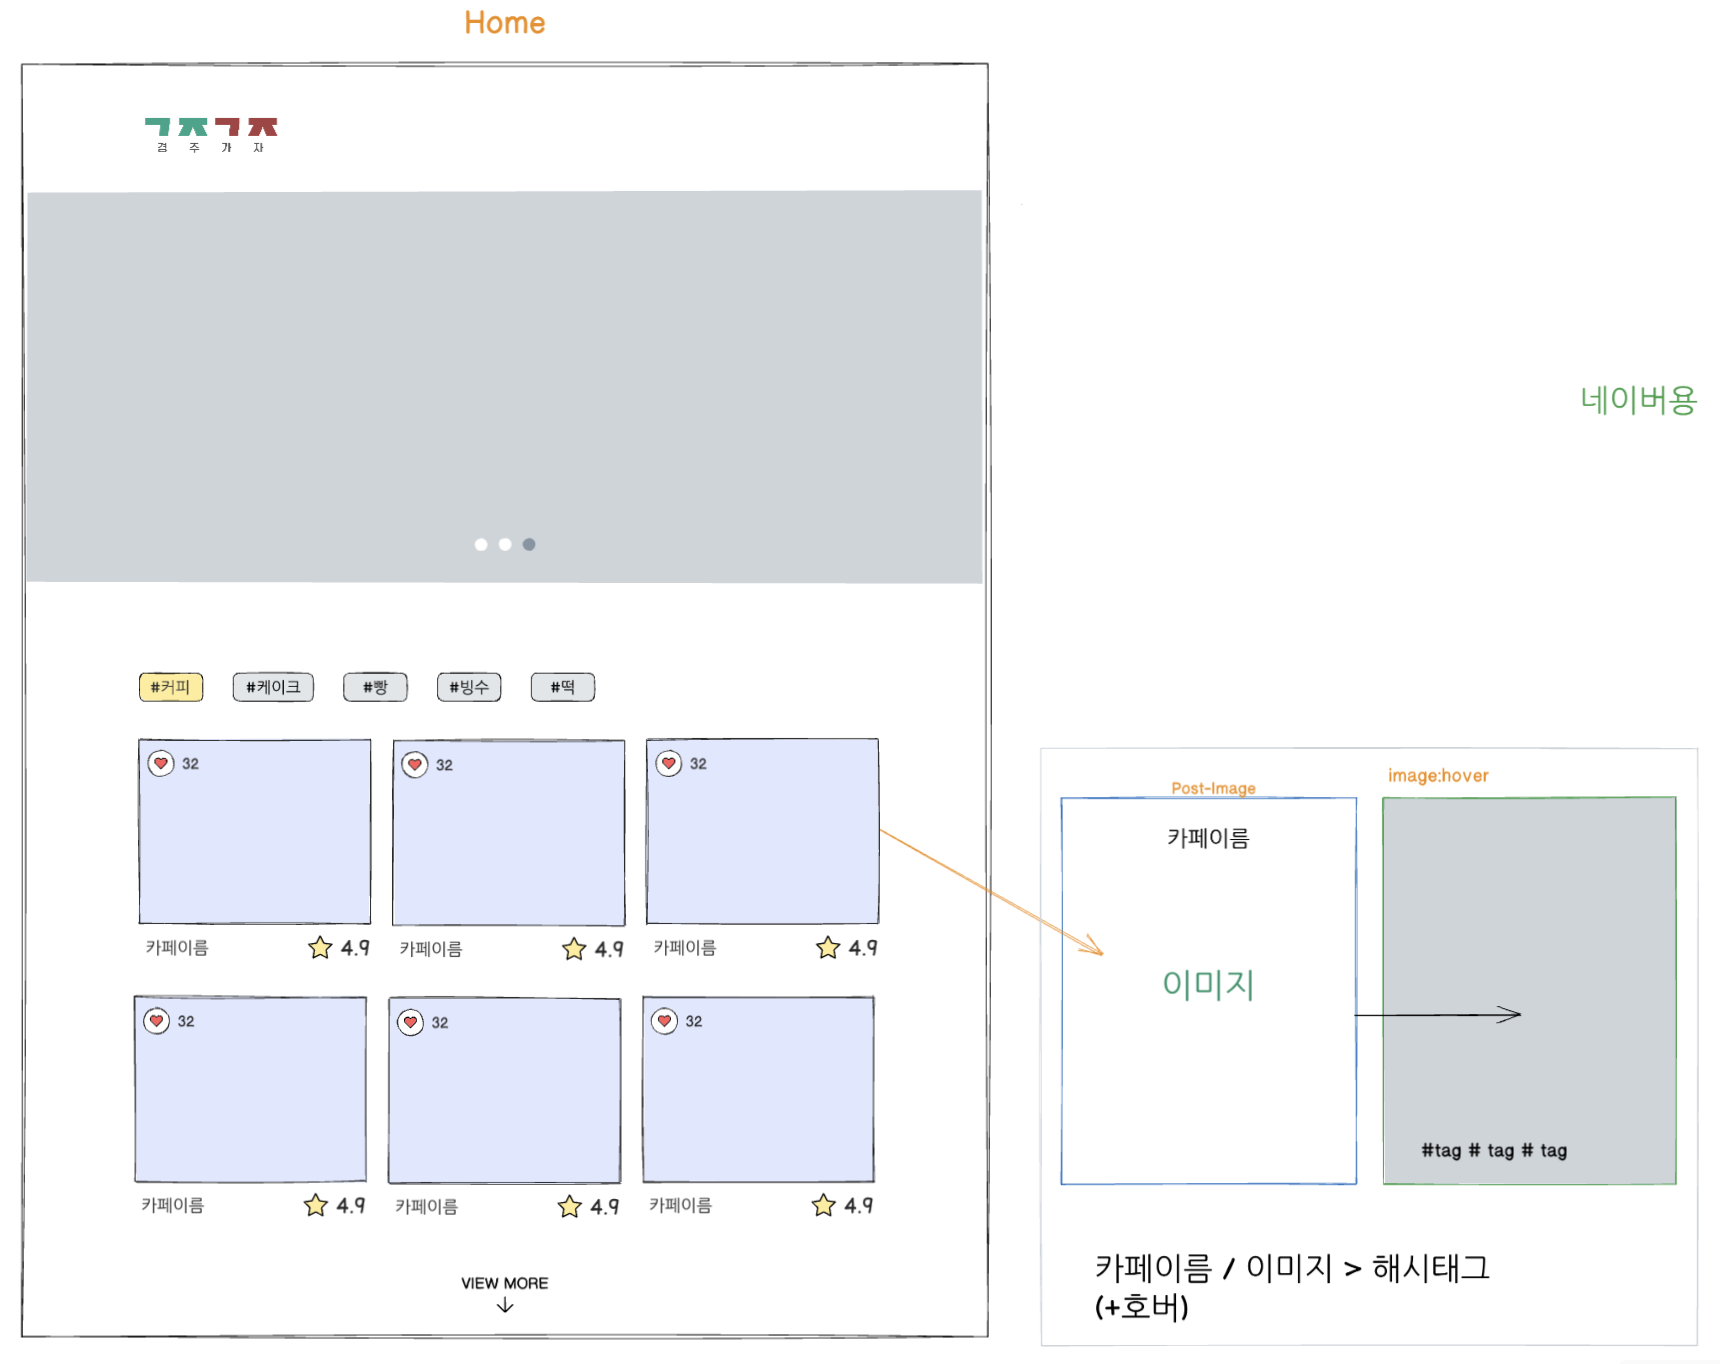 Home
ㄱㅈㄱㅈ
경 주 가 자
네이버용
#커피 #케이크 #빵 #빙수 #떡
32 32 32
카페이름 4.9 카페이름 4.9 카페이름 4.9
32 32 32
카페이름 4.9 카페이름 4.9 카페이름 4.9
VIEW MORE
Post-Image
카페이름
이미지
image:hover
#tag # tag # tag
카페이름 / 이미지 > 해시태그
(+호버)